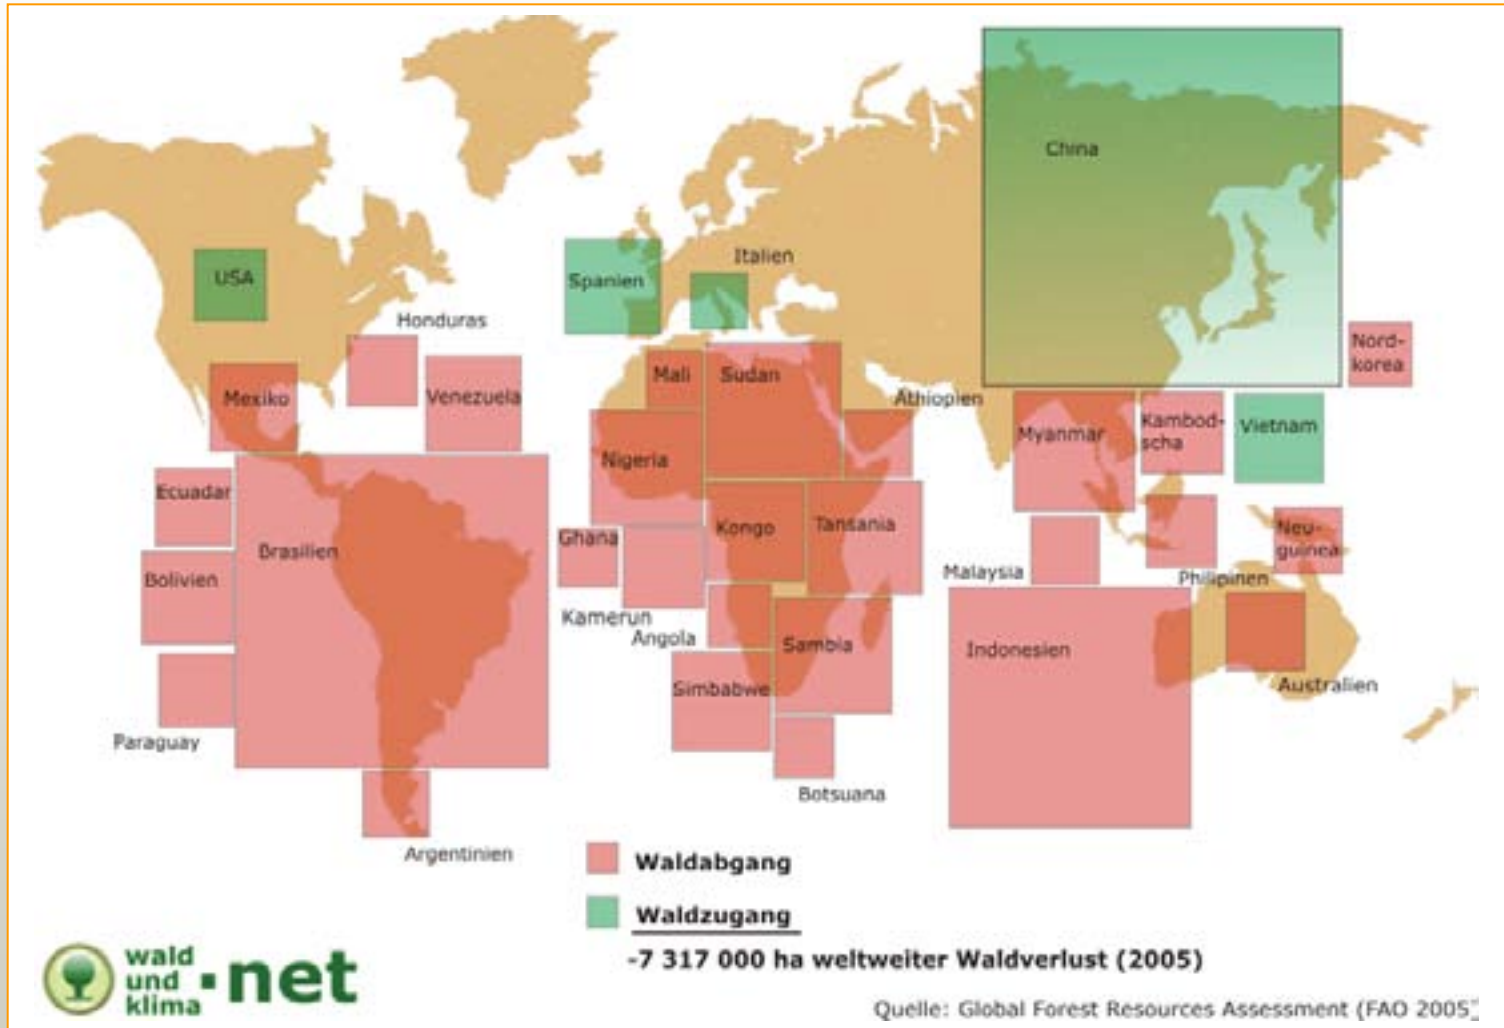 China
Italien
USA
Spanien
Honduras
Nord-
korea
Mali
Sudan
Mexiko
Venezuela
Äthiopien
Myanmar
Kambod-
scha
Vietnam
Nigeria
Ecuadar
Brasilien
Ghana
Kongo
Tansania
Neu-
guinea
Bolivien
Malaysia
Philipinen
Kamerun
Angola
Sambia
Indonesien
Simbabwe
Australien
Paraguay
Botsuana
Argentinien
Waldabgang
Waldzugang
-7 317 000 ha weltweiter Waldverlust (2005)
wald
und
klima
.net
Quelle: Global Forest Resources Assessment (FAO 2005)